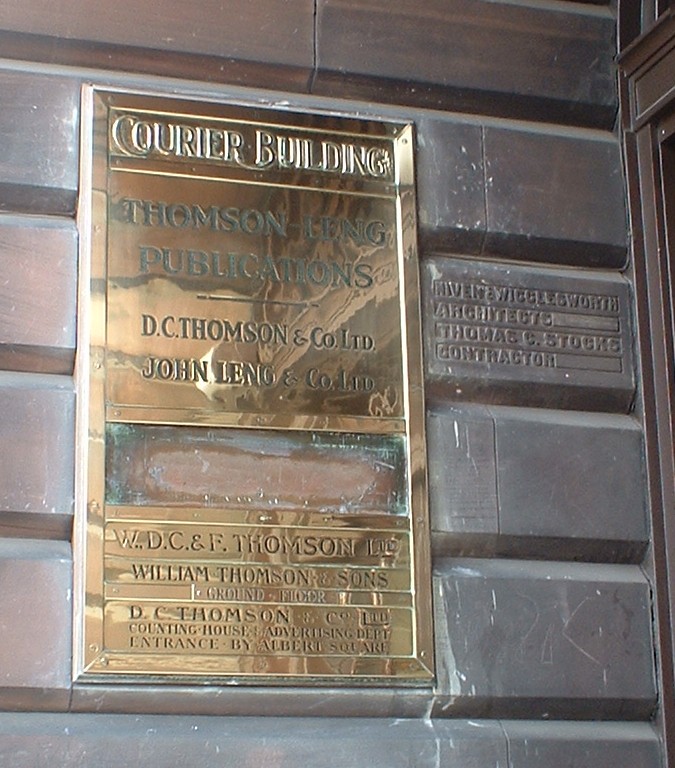 COURIER BUILDING
THOMSON-LENG
PUBLICATIONS
D.C. THOMSON & Co. LTD.
JOHN LENG & Co. LTD.
W.D.C. & F. THOMSON LTD
WILLIAM THOMSON & SONS
GROUND FLOOR
D.C. THOMSON & Co LTD
COUNTING HOUSE & ADVERTISING DEPT
ENTRANCE · BY ALBERT SQUARE
NIVEN & WIGGLESWORTH
ARCHITECTS
THOMAS C. STOCKS
CONTRACTOR